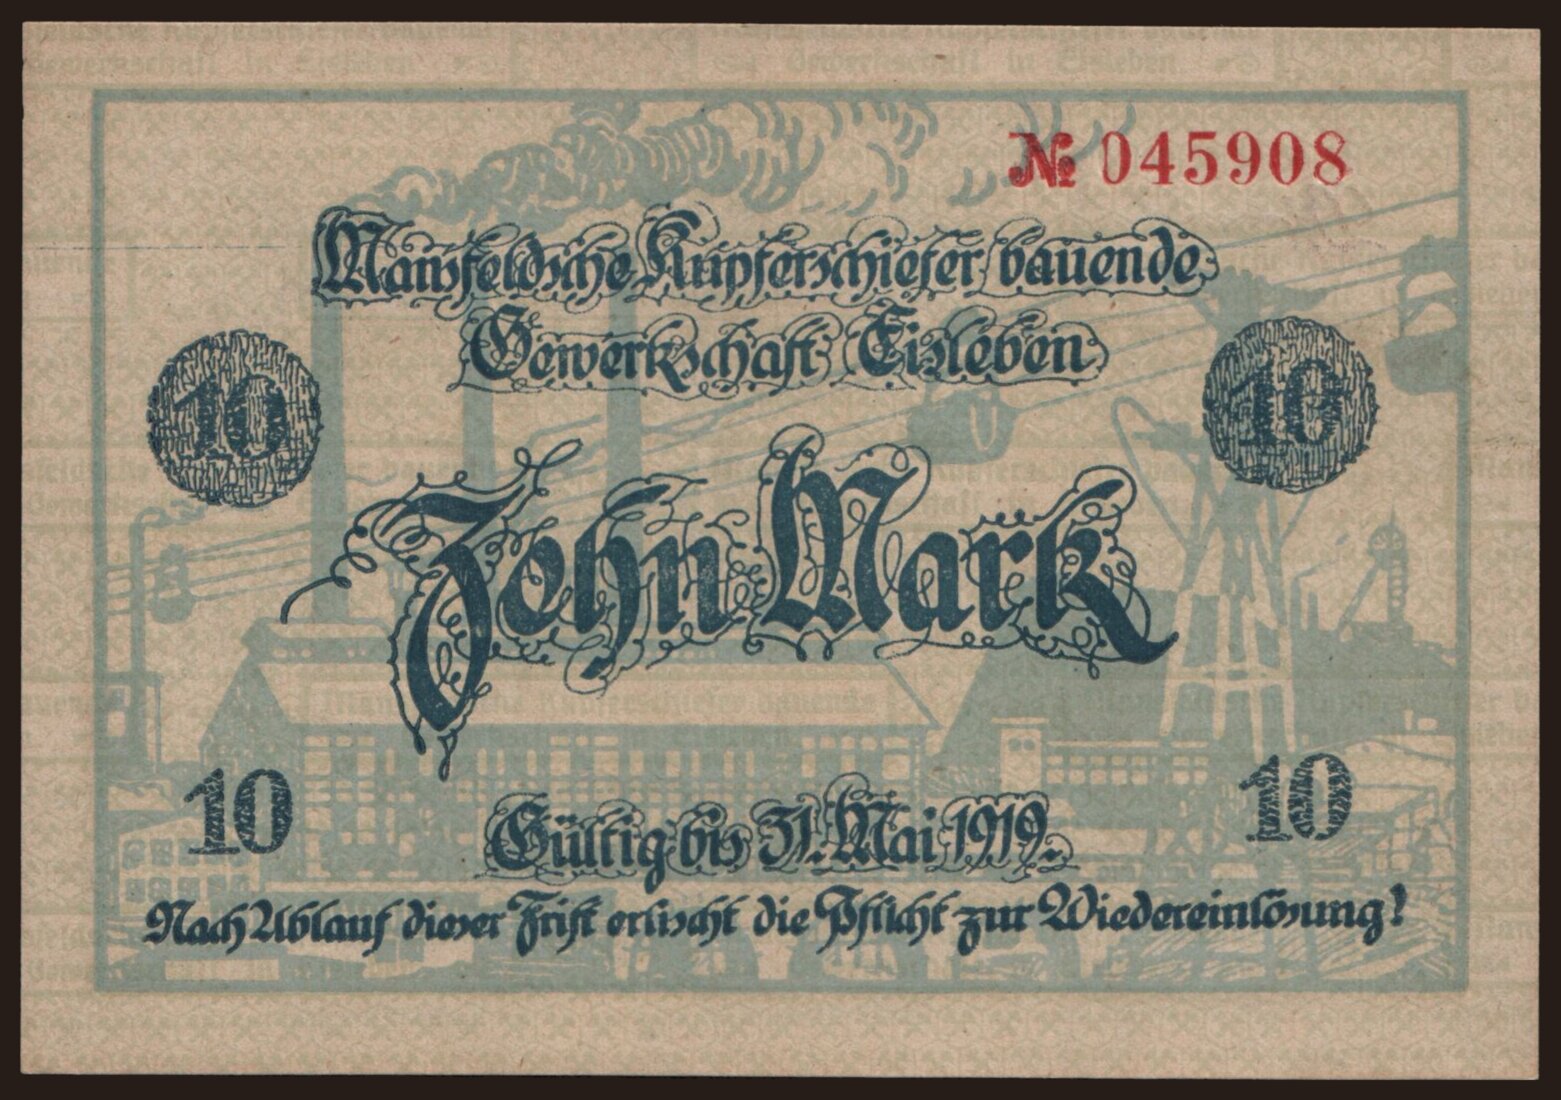 № 045908
Mansfeldsche Kupferschiefer bauende
Gewerkschaft Eisleben
10 10
Zehn Mark
10 10
Gültig bis 31. Mai 1919.
Nach Ablauf dieser Frist erlischt die Pflicht zur Wiedereinlösung!